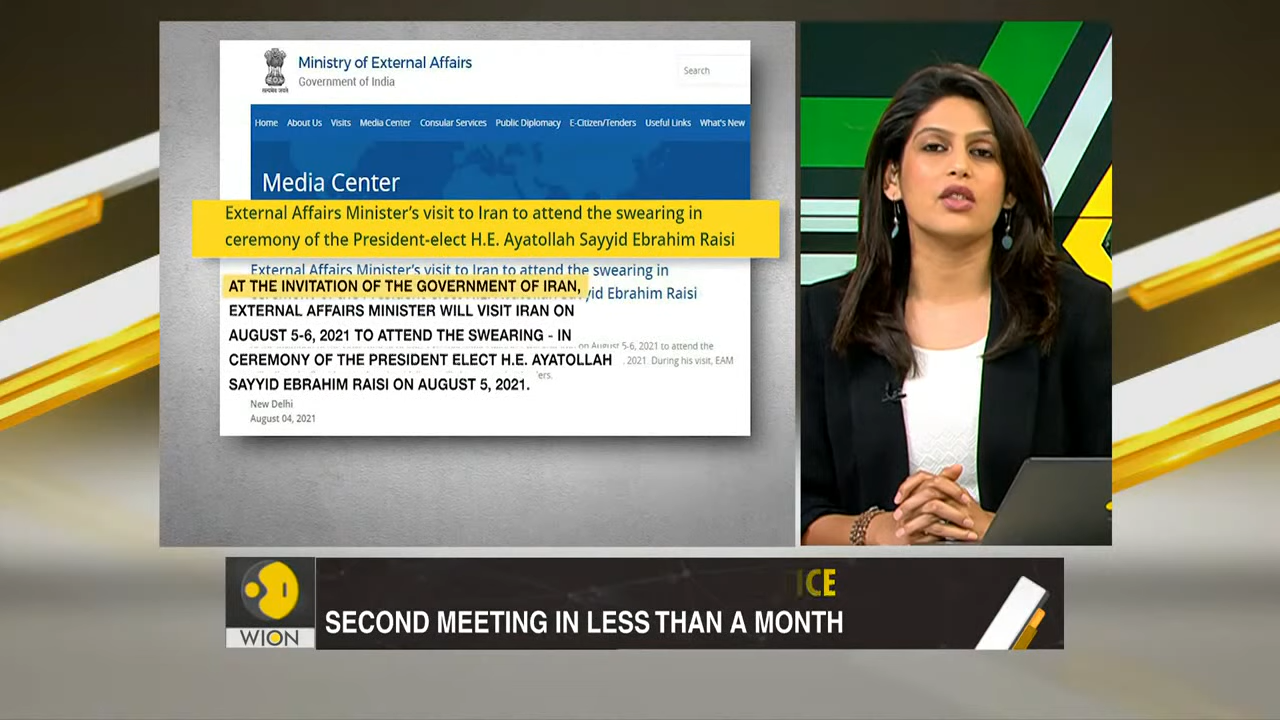 Ministry of External Affairs
Government of India
सत्यमेव जयते
Search
Home About Us Visits Media Center Consular Services Public Diplomacy E-Citizen/Tenders Useful Links What's New
Media Center
External Affairs Minister's visit to Iran to attend the swearing in
ceremony of the President-elect H.E. Ayatollah Sayyid Ebrahim Raisi
External Affairs Minister's visit to Iran to attend the swearing in
yid Ebrahim Raisi
AT THE INVITATION OF THE GOVERNMENT OF IRAN,
EXTERNAL AFFAIRS MINISTER WILL VISIT IRAN ON
AUGUST 5-6, 2021 TO ATTEND THE SWEARING - IN
on August 5-6, 2021 to attend the
CEREMONY OF THE PRESIDENT ELECT H.E. AYATOLLAH
, 2021. During his visit, EAM
SAYYID EBRAHIM RAISI ON AUGUST 5, 2021.
ers.
New Delhi
August 04, 2021
ICE
SECOND MEETING IN LESS THAN A MONTH
WION